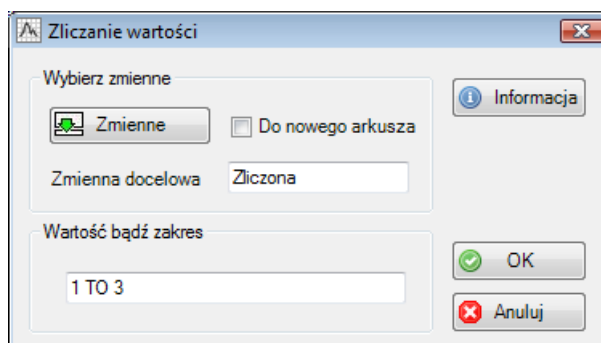 Zliczanie wartości
Wybierz zmienne
Informacja
Zmienne
Do nowego arkusza
Zmienna docelowa
Zliczona
Wartość bądź zakres
OK
1 TO 3
Anuluj